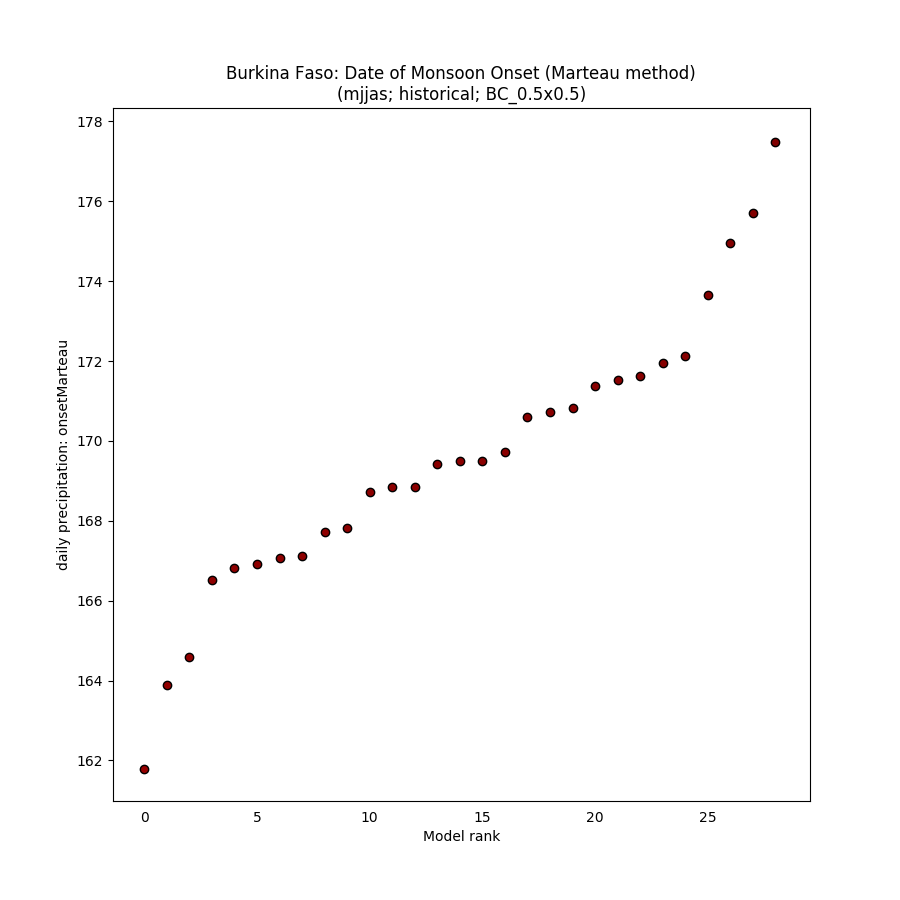 Burkina Faso: Date of Monsoon Onset (Marteau method)
(mjjas; historical; BC_0.5x0.5)
178
176
174
172
170
168
166
164
162
daily precipitation: onsetMarteau
0 5 10 15 20 25
Model rank